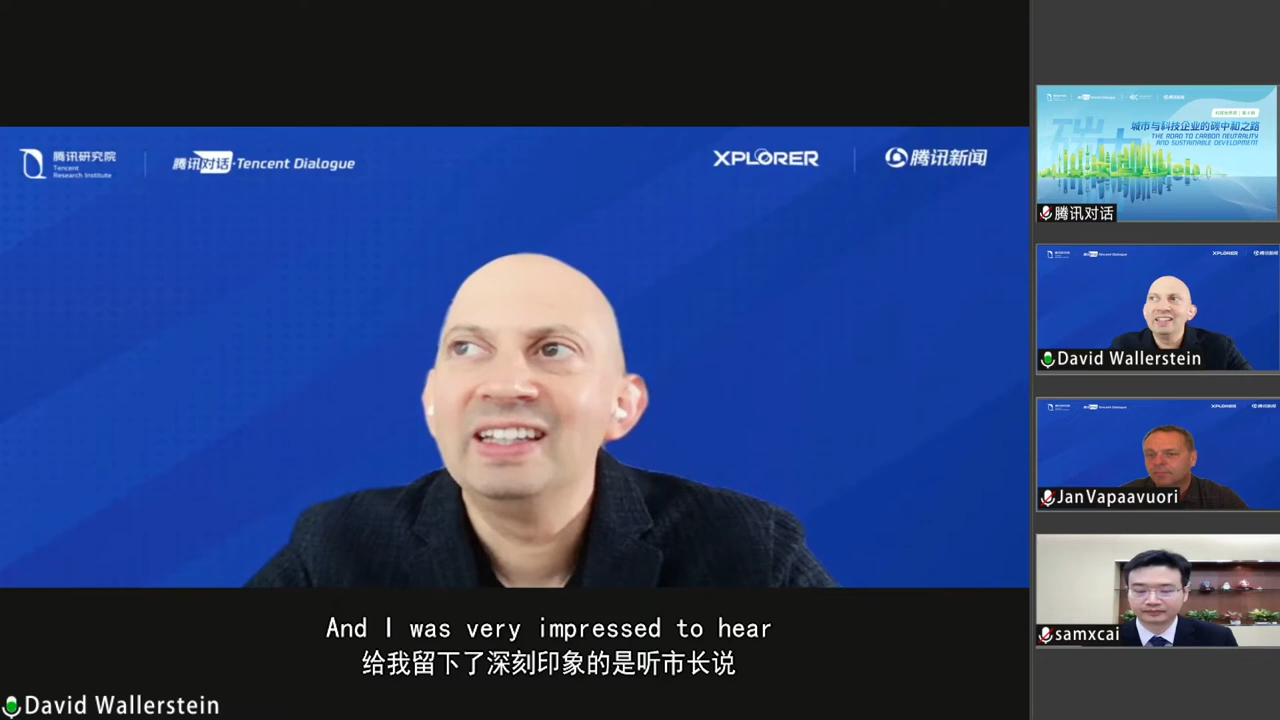 腾讯研究院
Tencent
Research Institute
腾讯对话·Tencent Dialogue
XPLORER
腾讯新闻
And I was very impressed to hear
给我留下了深刻印象的是听市长说
David Wallerstein
城市与科技企业的碳中和之路
THE ROAD TO CARBON NEUTRALITY
AND SUSTAINABLE DEVELOPMENT
腾讯对话
XPLORER
David Wallerstein
JanVapaavuori
samxcai